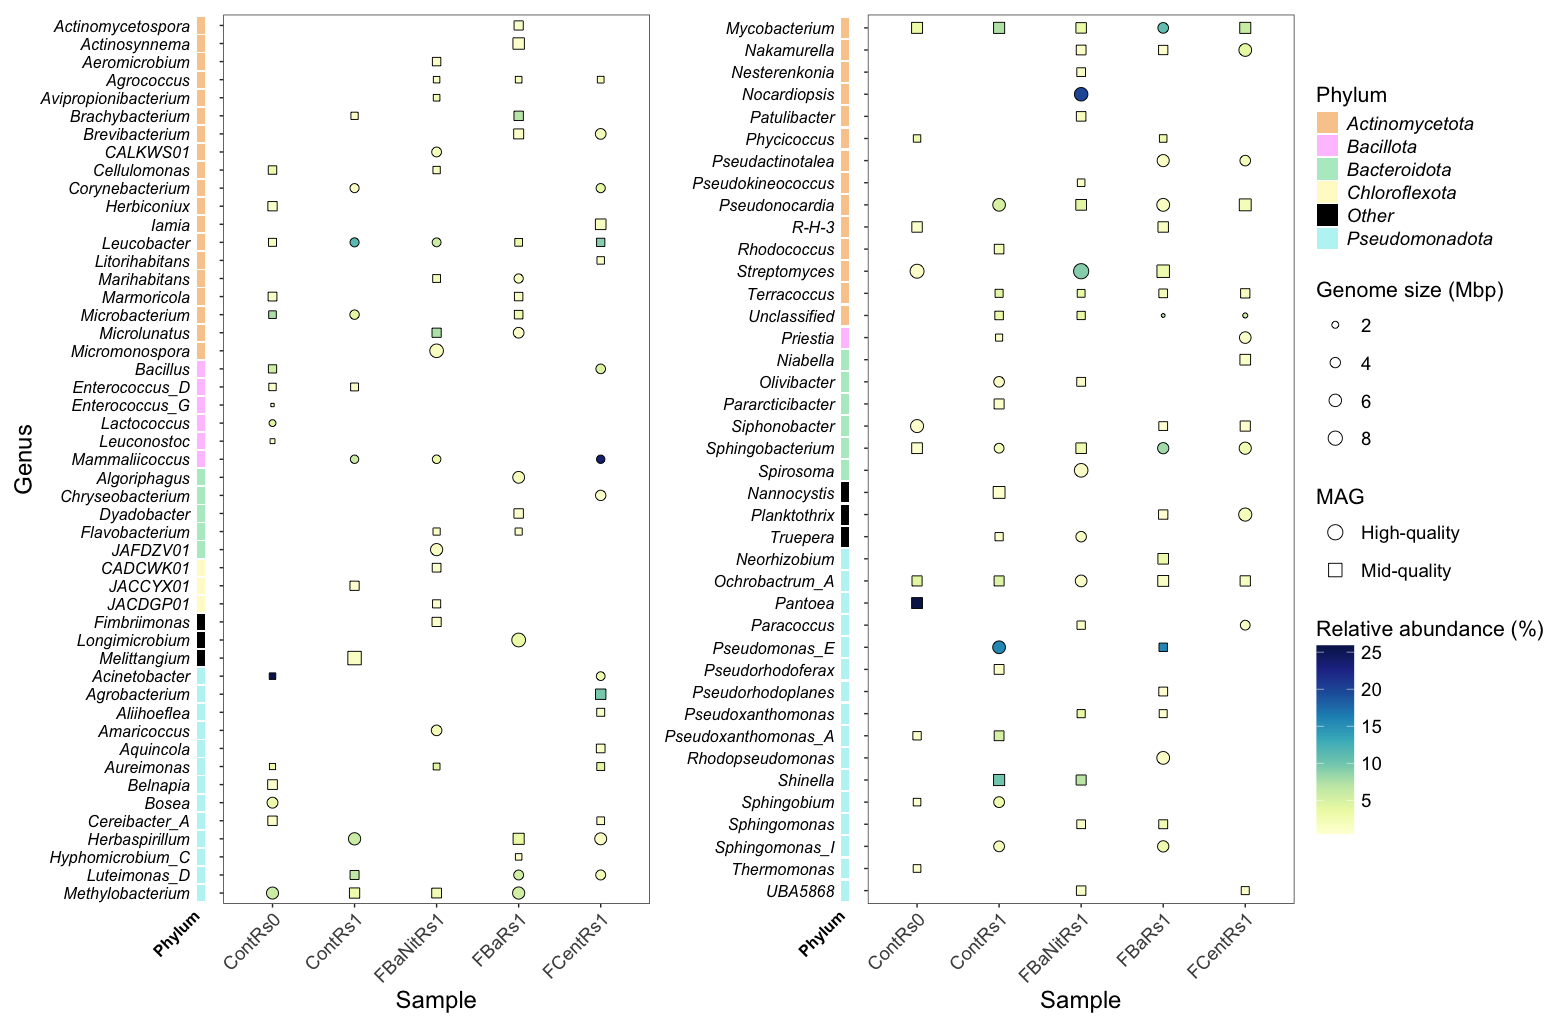 Genus
Actinomycetospora
Actinosynnema
Aeromicrobium
Agrococcus
Avipropionibacterium
Brachybacterium
Brevibacterium
CALKWS01
Cellulomonas
Corynebacterium
Herbiconiux
Iamia
Leucobacter
Litorihabitans
Marihabitans
Marmoricola
Microbacterium
Microlunatus
Micromonospora
Bacillus
Enterococcus_D
Enterococcus_G
Lactococcus
Leuconostoc
Mammaliicoccus
Algoriphagus
Chryseobacterium
Dyadobacter
Flavobacterium
JAFDZV01
CADCWK01
JACCYX01
JACDGP01
Fimbriimonas
Longimicrobium
Melittangium
Acinetobacter
Agrobacterium
Aliihoeflea
Amaricoccus
Aquincola
Aureimonas
Belnapia
Bosea
Cereibacter_A
Herbaspirillum
Hyphomicrobium_C
Luteimonas_D
Methylobacterium
Phylum
ContRs0
ContRs1
FBaNitRs1
FBaRs1
FCentRs1
Sample
Mycobacterium
Nakamurella
Nesterenkonia
Nocardiopsis
Patulibacter
Phycicoccus
Pseudactinotalea
Pseudokineococcus
Pseudonocardia
R-H-3
Rhodococcus
Streptomyces
Terracoccus
Unclassified
Priestia
Niabella
Olivibacter
Pararcticibacter
Siphonobacter
Sphingobacterium
Spirosoma
Nannocystis
Planktothrix
Truepera
Neorhizobium
Ochrobactrum_A
Pantoea
Paracoccus
Pseudomonas_E
Pseudorhodoferax
Pseudorhodoplanes
Pseudoxanthomonas
Pseudoxanthomonas_A
Rhodopseudomonas
Shinella
Sphingobium
Sphingomonas
Sphingomonas_I
Thermomonas
UBA5868
Phylum
ContRs0
ContRs1
FBaNitRs1
FBaRs1
FCentRs1
Sample
Phylum
Actinomycetota
Bacillota
Bacteroidota
Chloroflexota
Other
Pseudomonadota
Genome size (Mbp)
2
4
6
8
MAG
High-quality
Mid-quality
Relative abundance (%)
25
20
15
10
5